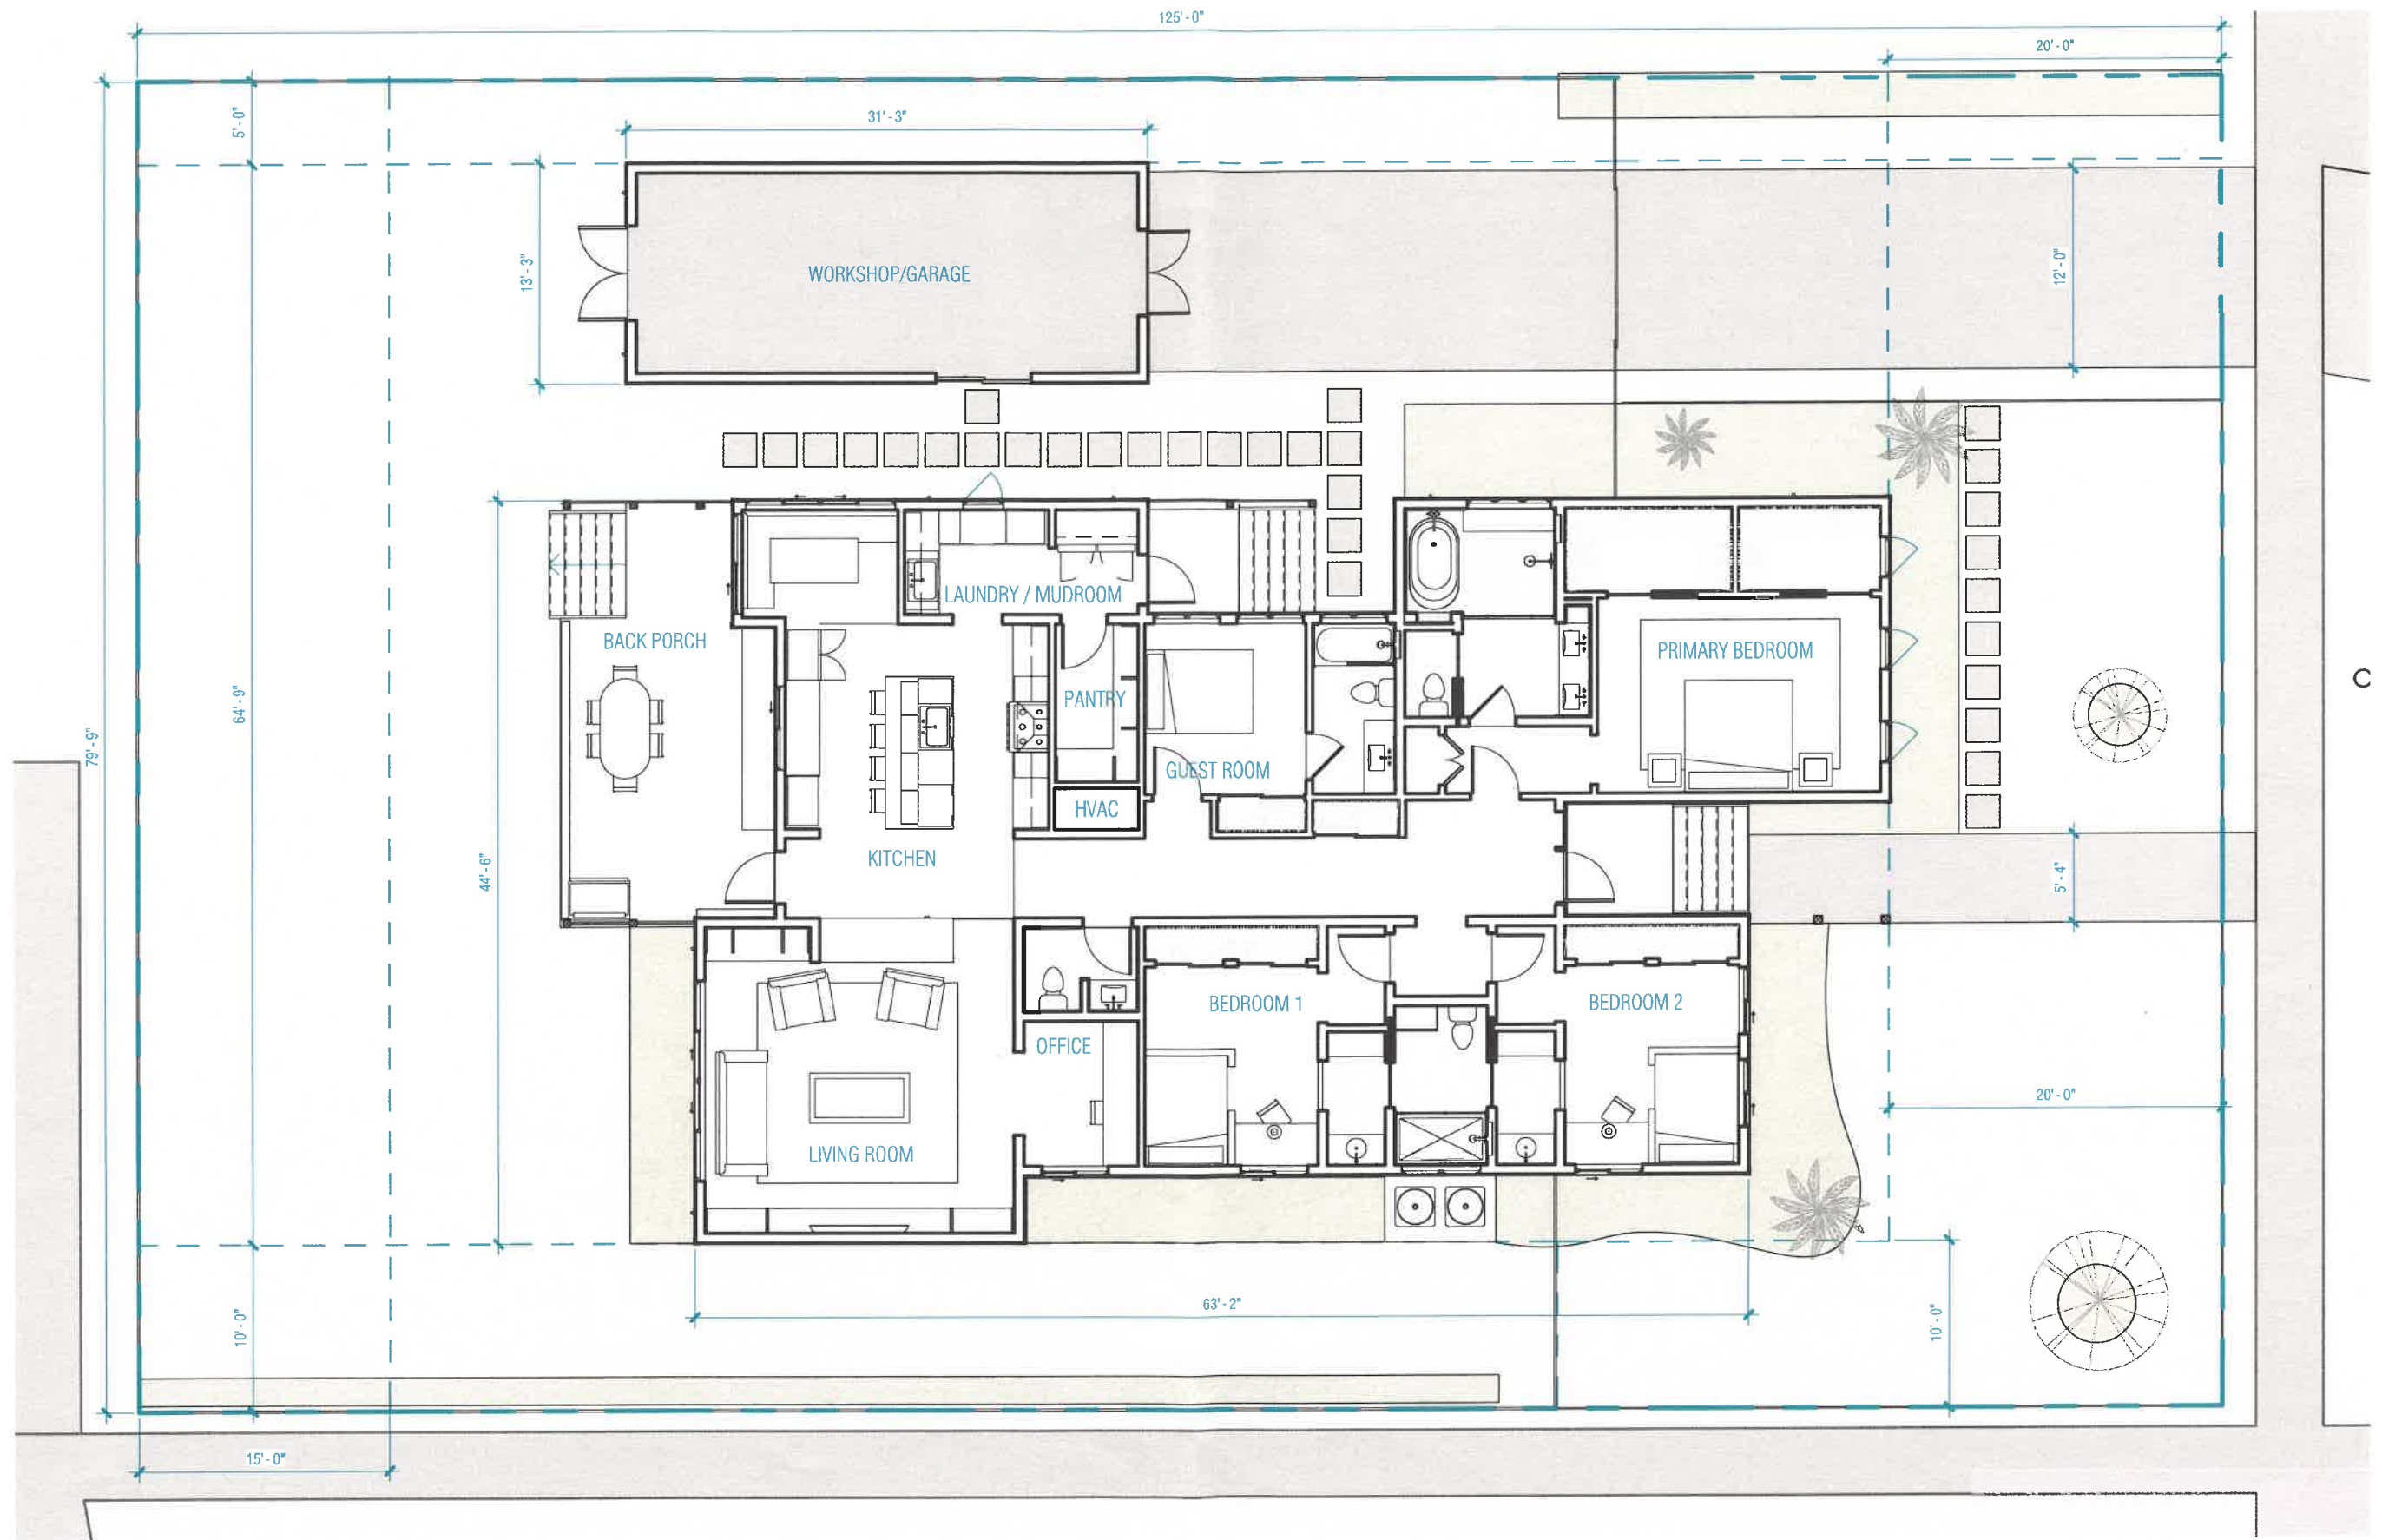 125'-0"
20'-0"
5'-0"
31'-3"
13'-3"
WORKSHOP/GARAGE
12'-0"
LAUNDRY / MUDROOM
BACK PORCH
PRIMARY BEDROOM
PANTRY
GUEST ROOM
HVAC
KITCHEN
64'-9"
79'-9"
44'-6"
5'-4"
C
BEDROOM 1
BEDROOM 2
OFFICE
LIVING ROOM
20'-0"
63'-2"
10'-0"
10'-0"
15'-0"